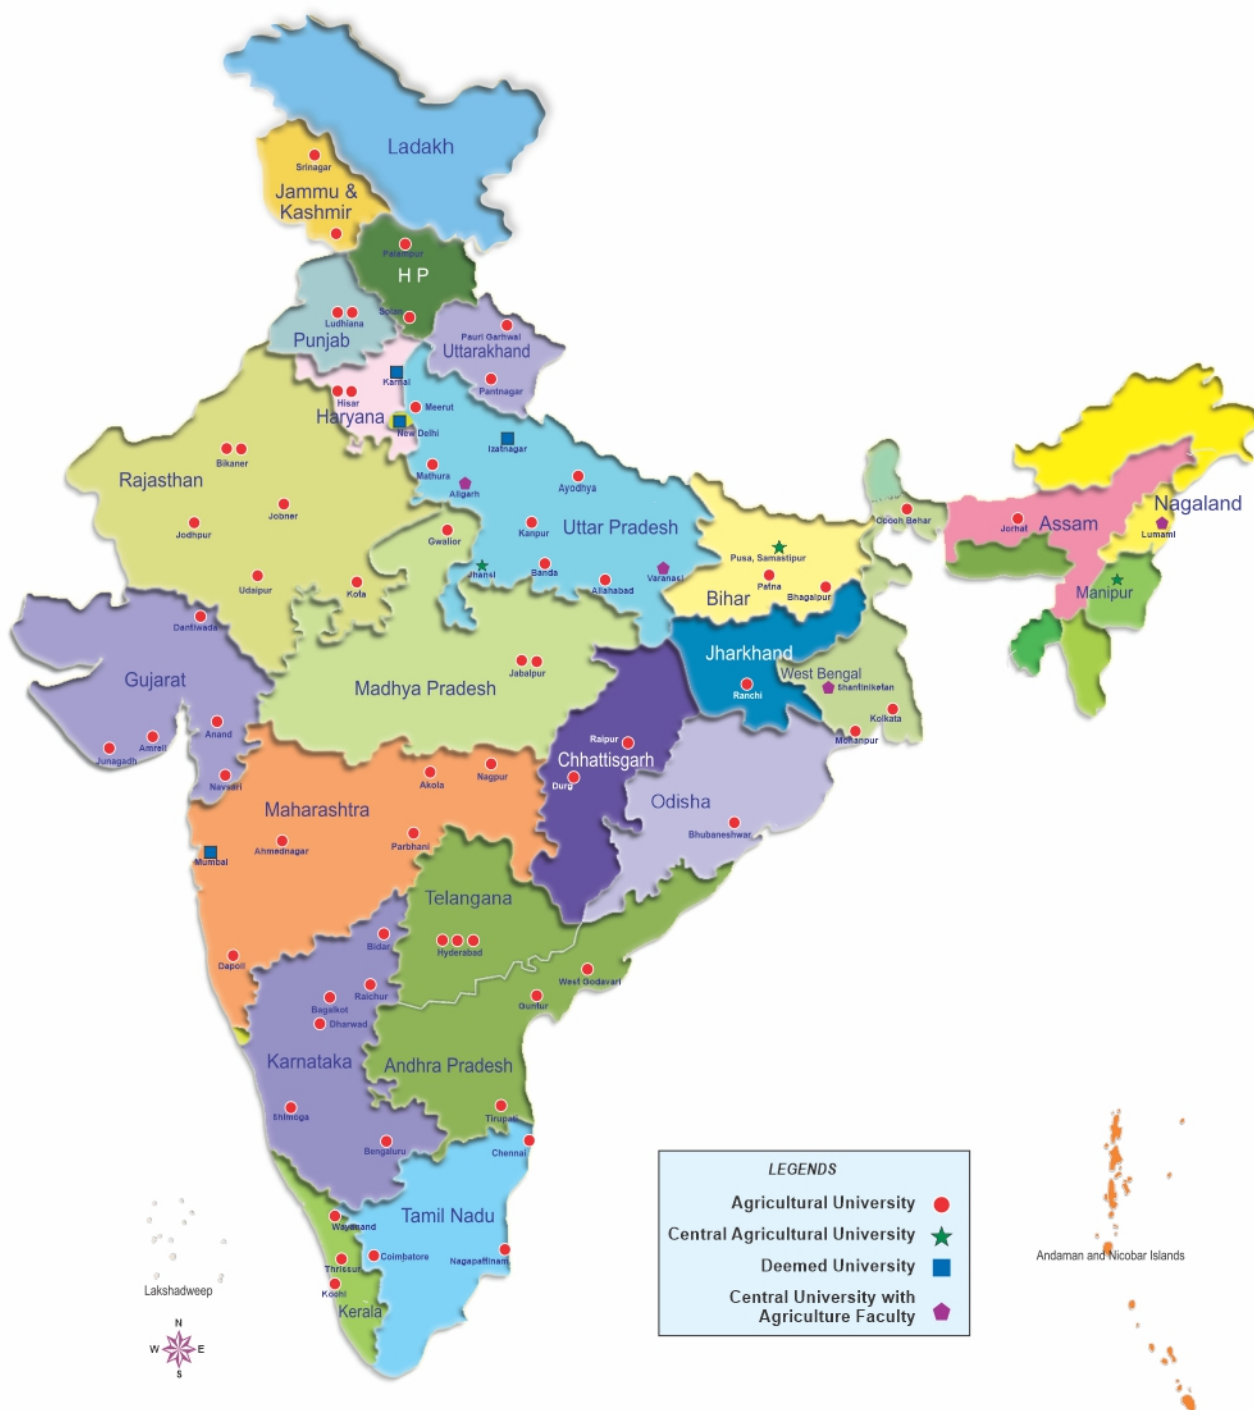 Ladakh
Srinagar
Jammu &
Kashmir
Palampur
H P
Solan
Ludhiana
Punjab
Pauri Garhwal
Uttarakhand
Pantnagar
Karnal
Hisar
Haryana
Meerut
New Delhi
Izatnagar
Bikaner
Rajasthan
Mathura
Aligarh
Ayodhya
Jobner
Jodhpur
Gwalior
Kanpur
Uttar Pradesh
Cooch Behar
Jorhat
Assam
Nagaland
Lumami
Pusa, Samastipur
Jhansi
Banda
Allahabad
Varanasi
Patna
Bhagalpur
Bihar
Manipur
Udaipur
Kota
Dantiwada
Gujarat
Madhya Pradesh
Jabalpur
Jharkhand
Ranchi
West Bengal
Shantiniketan
Kolkata
Mohanpur
Anand
Amreli
Junagadh
Navsari
Raipur
Chhattisgarh
Durg
Nagpur
Akola
Maharashtra
Odisha
Bhubaneshwar
Parbhani
Ahmednagar
Mumbai
Telangana
Bidar
Hyderabad
Dapoli
West Godavari
Raichur
Bagalkot
Guntur
Dharwad
Karnataka
Andhra Pradesh
Shimoga
Tirupati
Bengaluru
Chennai
Tamil Nadu
Wayanand
Coimbatore
Nagapattinam
Thrissur
Kochi
Kerala
Lakshadweep
N
W
E
S
LEGENDS
Agricultural University
Central Agricultural University
Deemed University
Central University with
Agriculture Faculty
Andaman and Nicobar Islands